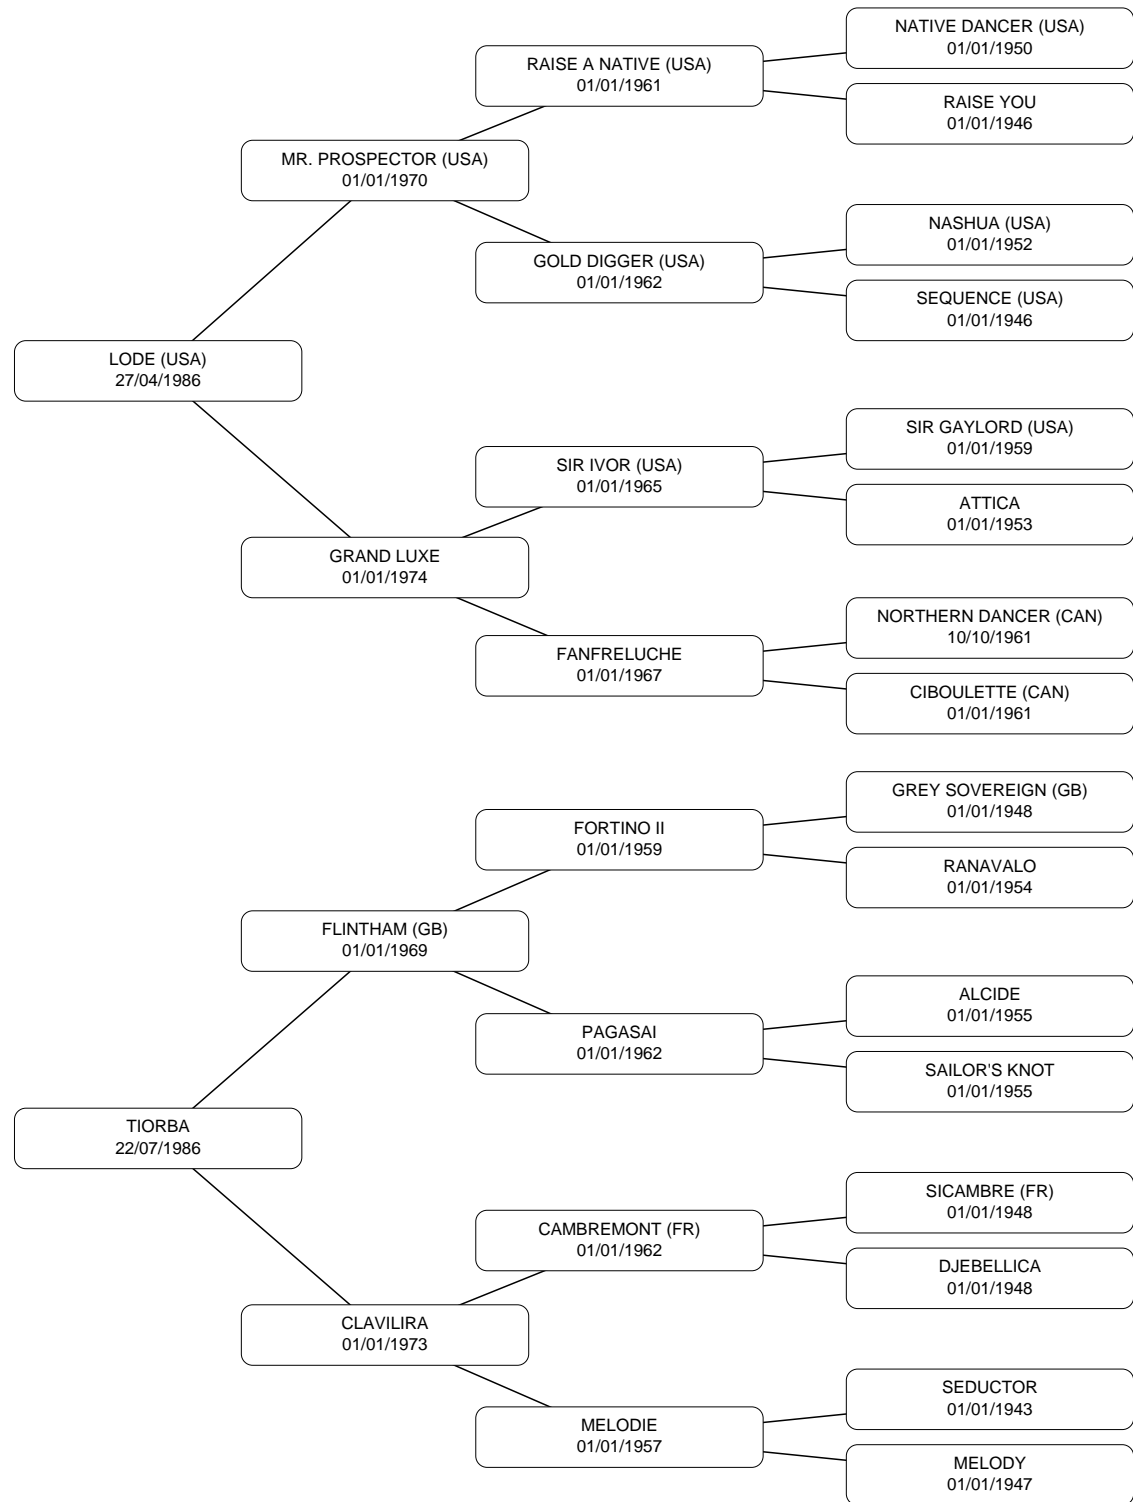 NATIVE DANCER (USA)
01/01/1950
RAISE A NATIVE (USA)
01/01/1961
RAISE YOU
01/01/1946
MR. PROSPECTOR (USA)
01/01/1970
NASHUA (USA)
01/01/1952
GOLD DIGGER (USA)
01/01/1962
SEQUENCE (USA)
01/01/1946
LODE (USA)
27/04/1986
SIR GAYLORD (USA)
01/01/1959
SIR IVOR (USA)
01/01/1965
ATTICA
01/01/1953
GRAND LUXE
01/01/1974
NORTHERN DANCER (CAN)
10/10/1961
FANFRELUCHE
01/01/1967
CIBOULETTE (CAN)
01/01/1961
GREY SOVEREIGN (GB)
01/01/1948
FORTINO II
01/01/1959
RANAVALO
01/01/1954
FLINTHAM (GB)
01/01/1969
ALCIDE
01/01/1955
PAGASAI
01/01/1962
SAILOR'S KNOT
01/01/1955
TIORBA
22/07/1986
SICAMBRE (FR)
01/01/1948
CAMBREMONT (FR)
01/01/1962
DJEBELLICA
01/01/1948
CLAVILIRA
01/01/1973
SEDUCTOR
01/01/1943
MELODIE
01/01/1957
MELODY
01/01/1947